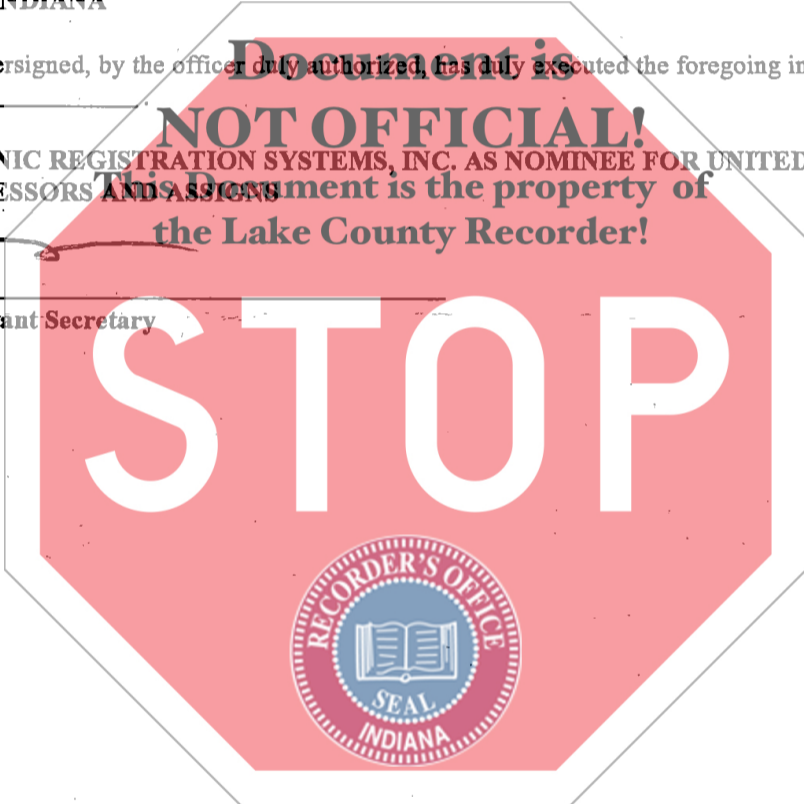 INDIANA
ersigned, by the officer duly authorized, has duly executed the foregoing in
Document is
NOT OFFICIAL!
NIC REGISTRATION SYSTEMS, INC. AS NOMINEE FOR UNITED
ESSORS AND ASSIGNS
This Document is the property of
the Lake County Recorder!
ant Secretary
STOP
RECORDER'S OFFICE
SEAL
INDIANA